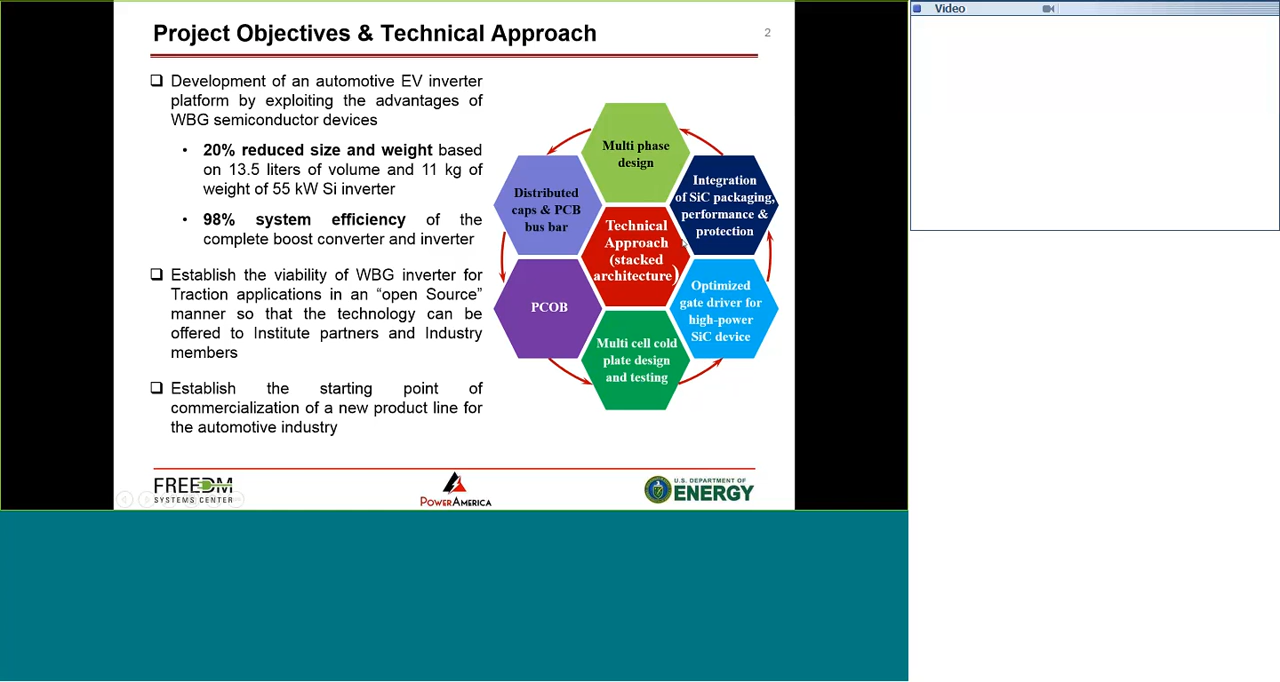 Video
Project Objectives & Technical Approach
2
Development of an automotive EV inverter
platform by exploiting the advantages of
WBG semiconductor devices
• 20% reduced size and weight based
on 13.5 liters of volume and 11 kg of
weight of 55 kW Si inverter
• 98% system efficiency of the
complete boost converter and inverter
Establish the viability of WBG inverter for
Traction applications in an “open Source”
manner so that the technology can be
offered to Institute partners and Industry
members
Establish the starting point of
commercialization of a new product line for
the automotive industry
Multi phase
design
Distributed
caps & PCB
bus bar
Integration
of SiC packaging,
performance &
protection
Technical
Approach
(stacked
architecture)
PCOB
Optimized
gate driver for
high-power
SiC device
Multi cell cold
plate design
and testing
FREEDM
SYSTEMS CENTER
POWERAMERICA
U.S. DEPARTMENT OF
ENERGY